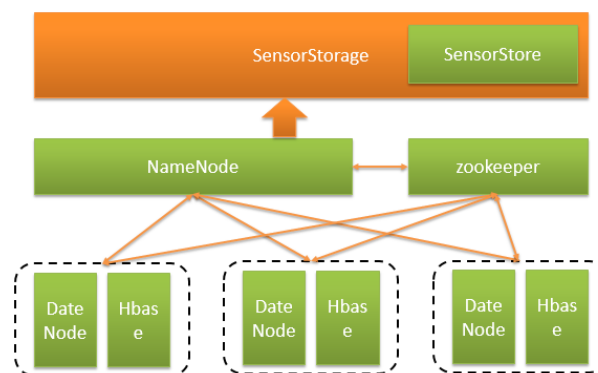 SensorStorage
SensorStore
NameNode
zookeeper
Date
Node
Hbas
e
Date
Node
Hbas
e
Date
Node
Hbas
e